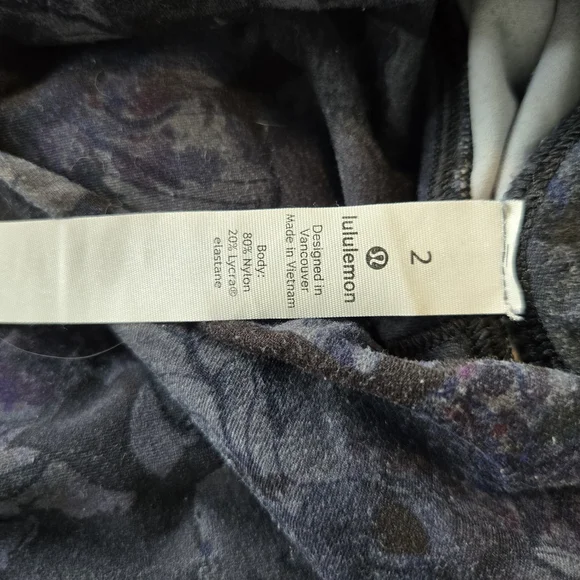 2
lululemon
Designed in
Vancouver
Made in Vietnam
Body:
80% Nylon
20% Lycra®
elastane